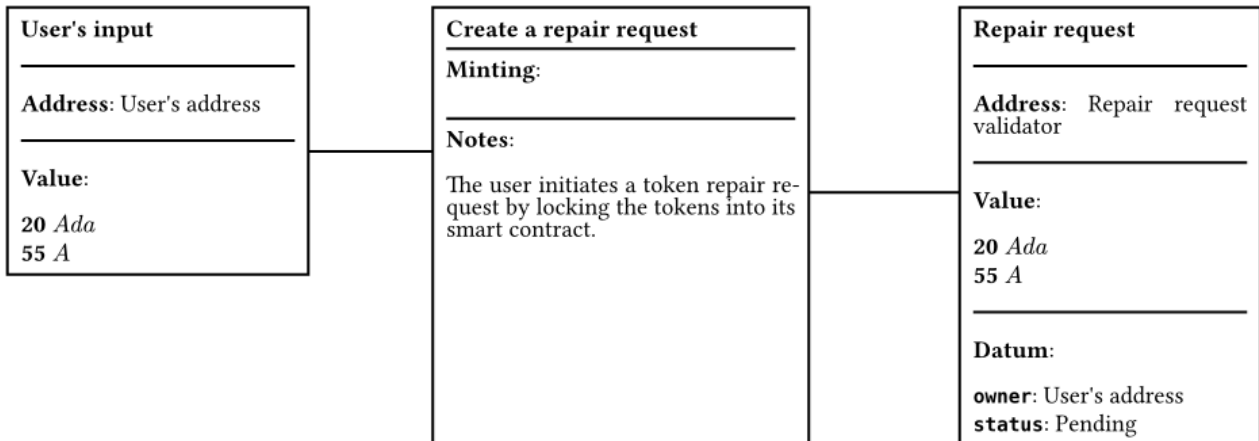 User's input
Address: User's address
Value:
20 Ada
55 A
Create a repair request
Minting:
Notes:
The user initiates a token repair re-
quest by locking the tokens into its
smart contract.
Repair request
Address: Repair request
validator
Value:
20 Ada
55 A
Datum:
owner: User's address
status: Pending